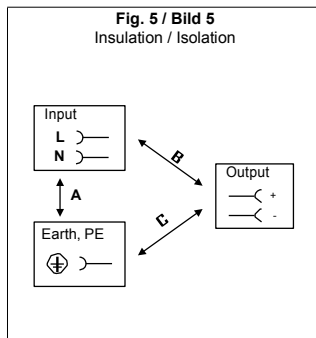 Fig. 5 / Bild 5
Insulation / Isolation
Input
L
N
B
Output
+
-
A
C
Earth, PE